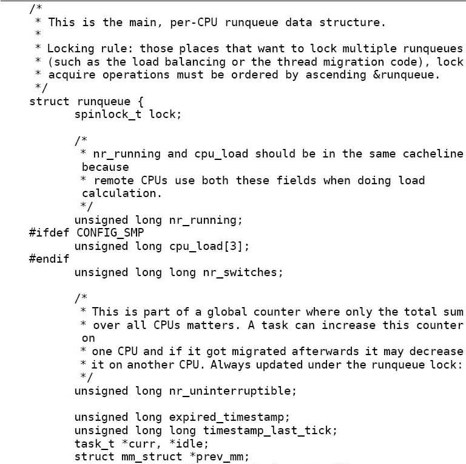 /*
 * This is the main, per-CPU runqueue data structure.
 *
 * Locking rule: those places that want to lock multiple runqueues
 * (such as the load balancing or the thread migration code), lock
 * acquire operations must be ordered by ascending &runqueue.
 */
struct runqueue {
        spinlock_t lock;

        /*
         * nr_running and cpu_load should be in the same cacheline
         because
         * remote CPUs use both these fields when doing load
         calculation.
         */
        unsigned long nr_running;
#ifdef CONFIG_SMP
        unsigned long cpu_load[3];
#endif
        unsigned long long nr_switches;

        /*
         * This is part of a global counter where only the total sum
         * over all CPUs matters. A task can increase this counter
         on
         * one CPU and if it got migrated afterwards it may decrease
         * it on another CPU. Always updated under the runqueue lock:
         */
        unsigned long nr_uninterruptible;

        unsigned long expired_timestamp;
        unsigned long long timestamp_last_tick;
        task_t *curr, *idle;
        struct mm_struct *prev_mm;